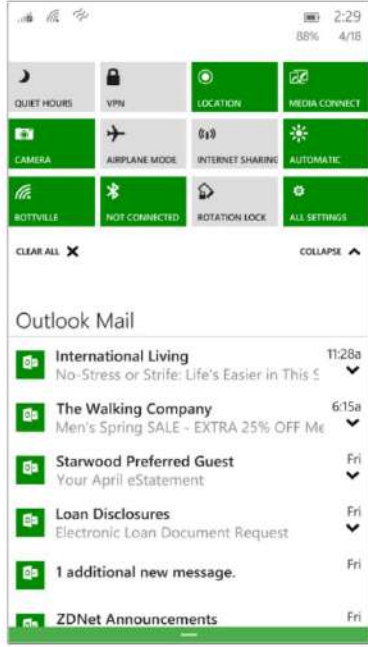 2:29
88% 4/18
QUIET HOURS VPN LOCATION MEDIA CONNECT
CAMERA AIRPLANE MODE INTERNET SHARING AUTOMATIC
BOTTVILLE NOT CONNECTED ROTATION LOCK ALL SETTINGS
CLEAR ALL COLLAPSE
Outlook Mail
International Living 11:28a
No-Stress or Strife: Life's Easier in This S
The Walking Company 6:15a
Men's Spring SALE - EXTRA 25% OFF Me
Starwood Preferred Guest Fri
Your April eStatement
Loan Disclosures Fri
Electronic Loan Document Request
1 additional new message. Fri
ZDNet Announcements Fri